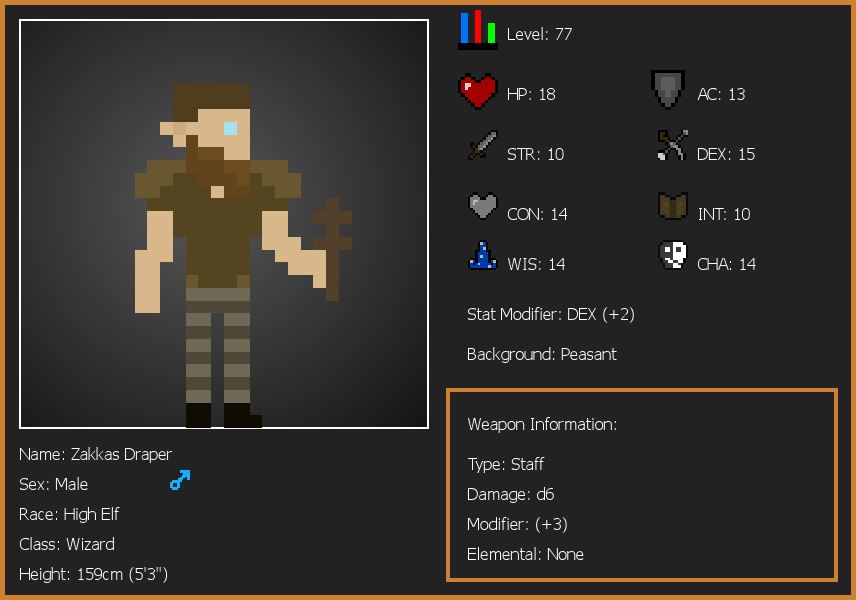 Level: 77
HP: 18
AC: 13
STR: 10
DEX: 15
CON: 14
INT: 10
WIS: 14
CHA: 14
Stat Modifier: DEX (+2)
Background: Peasant
Weapon Information:
Type: Staff
Damage: d6
Modifier: (+3)
Elemental: None
Name: Zakkas Draper
Sex: Male
Race: High Elf
Class: Wizard
Height: 159cm (5'3")